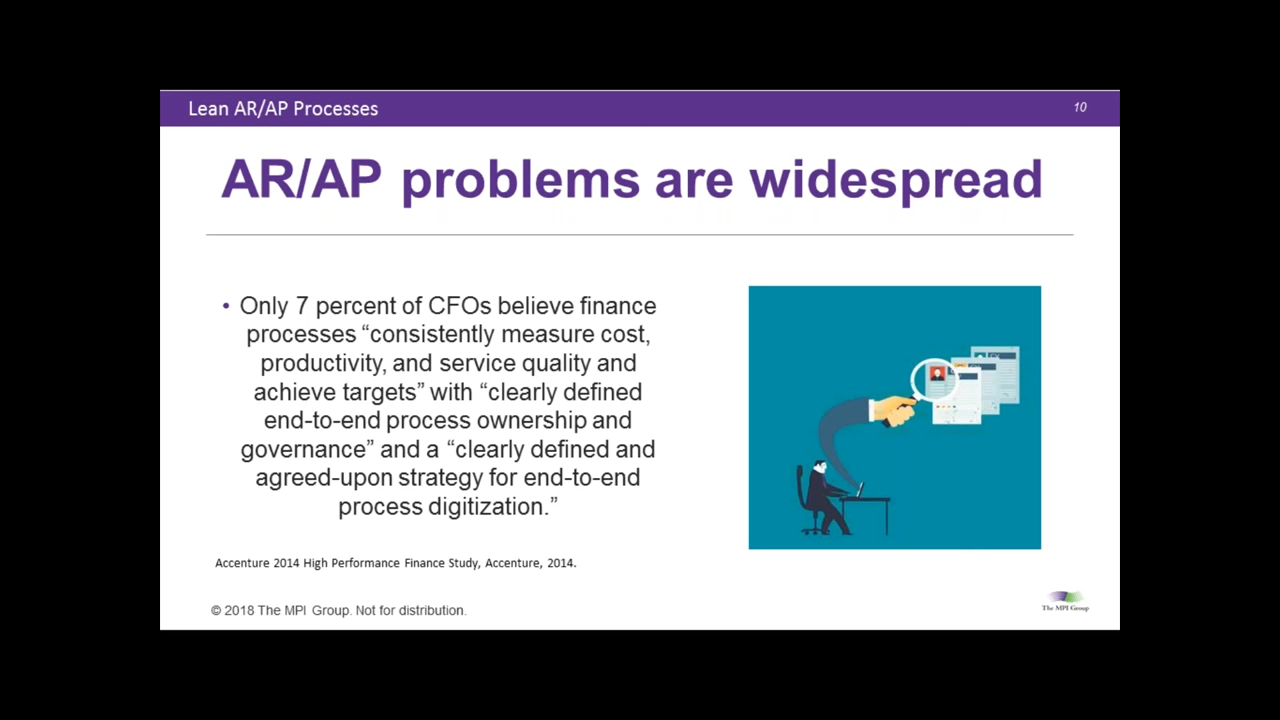 Lean AR/AP Processes
10
AR/AP problems are widespread
• Only 7 percent of CFOs believe finance
processes “consistently measure cost,
productivity, and service quality and
achieve targets” with “clearly defined
end-to-end process ownership and
governance” and a “clearly defined and
agreed-upon strategy for end-to-end
process digitization.”
Accenture 2014 High Performance Finance Study, Accenture, 2014.
© 2018 The MPI Group. Not for distribution.
The MPI Group